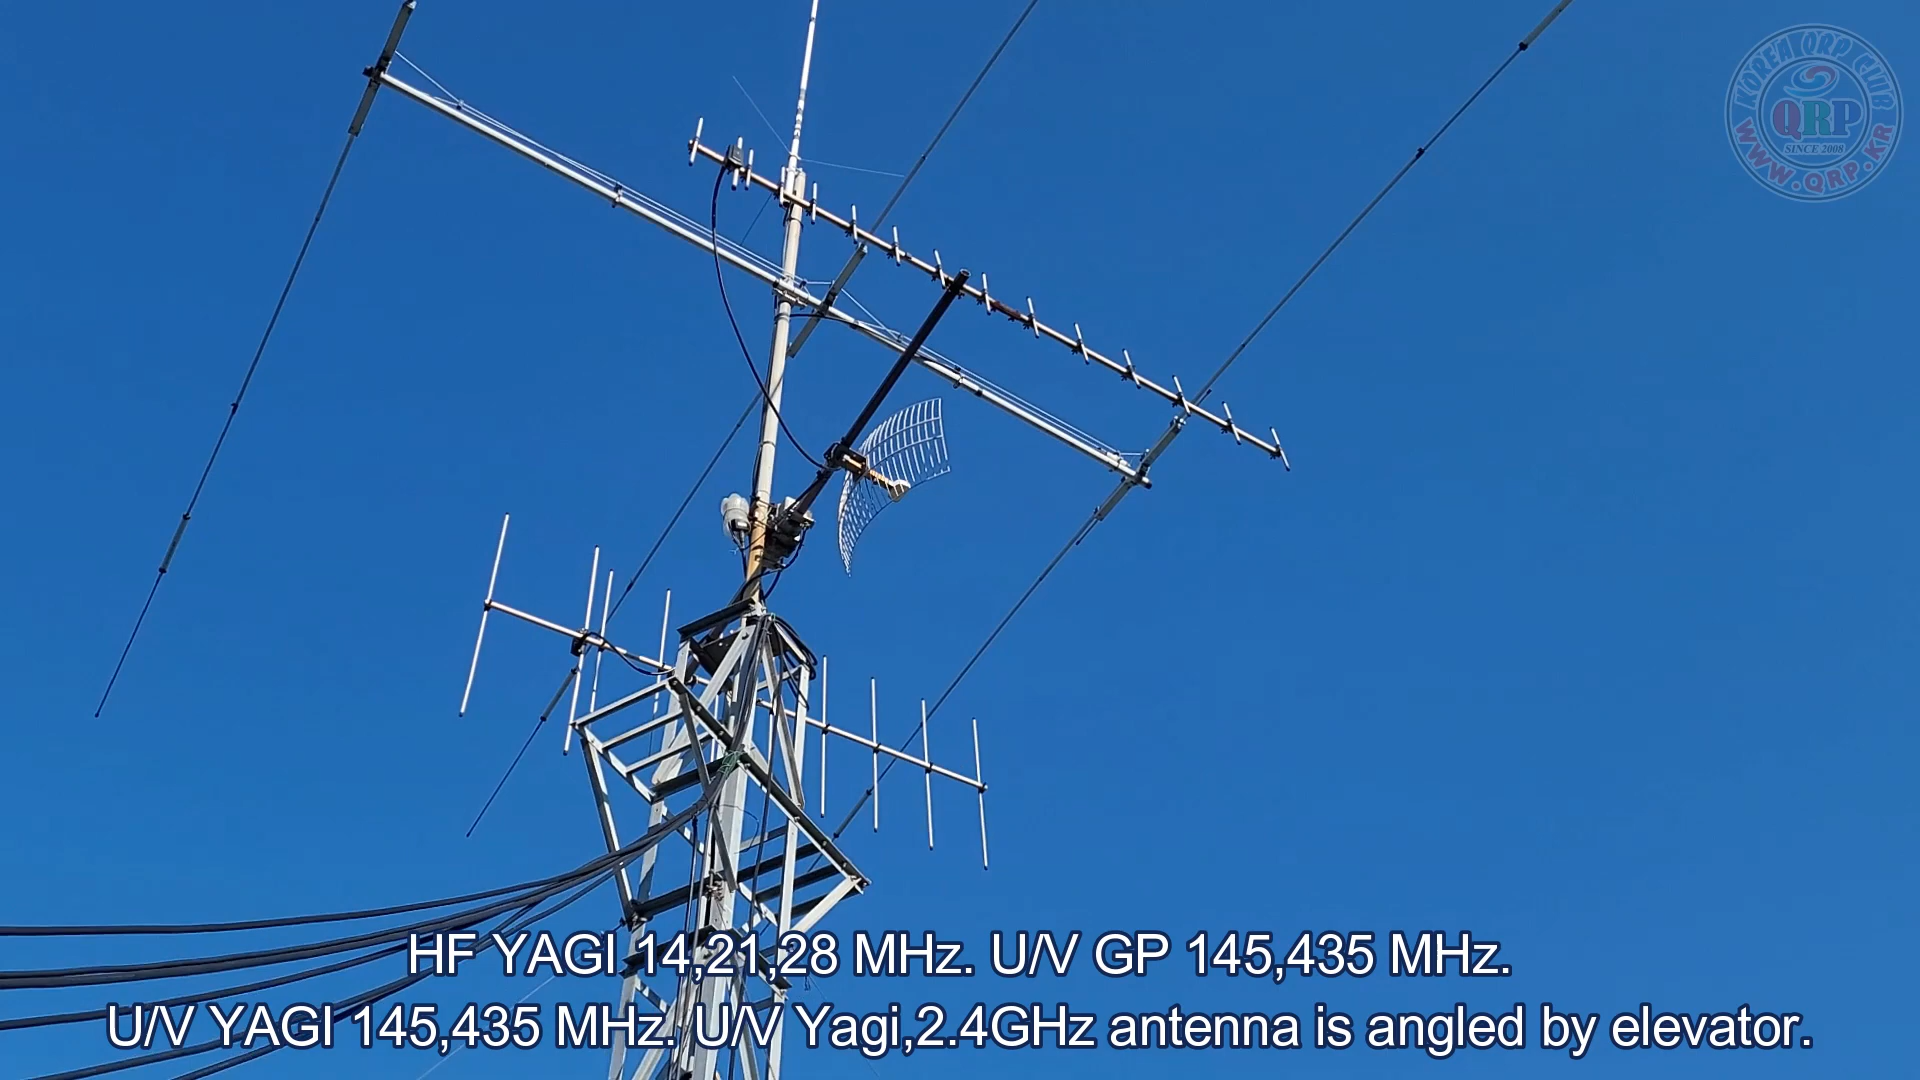 KOREA QRP CLUB
QRP
SINCE 2008
WWW.QRP.KR
HF YAGI 14,21,28 MHz. U/V GP 145,435 MHz.
U/V YAGI 145,435 MHz. U/V Yagi,2.4GHz antenna is angled by elevator.